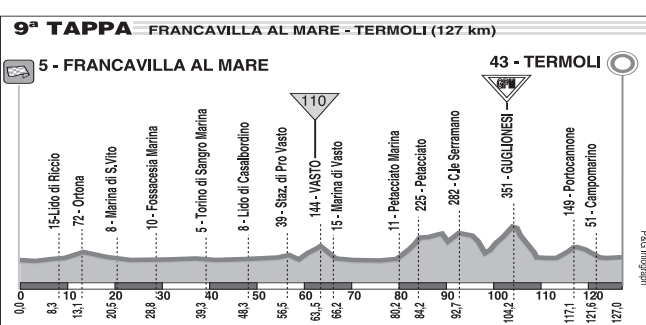 9ª TAPPA FRANCAVILLA AL MARE - TERMOLI (127 km)
5 - FRANCAVILLA AL MARE
43 - TERMOLI
110
GPM
15-Lido di Riccio
72 - Ortona
8 - Marina di S.Vito
10 - Fossacesia Marina
5 - Torino di Sangro Marina
8 - Lido di Casalbordino
39 - Staz. di Pro Vasto
144 - VASTO
15 - Marina di Vasto
11 - Petacciato Marina
225 - Petacciato
282 - C.le Serramano
351 - GUGLIONESI
149 - Portocannone
51 - Campomarino
0 10 20 30 40 50 60 70 80 90 100 110 120
0,0 8,3 13,1 20,5 28,8 39,3 48,3 56,5 63,,5 66,2 80,2 84,2 92,7 104,2 117,1 121,6 127,0